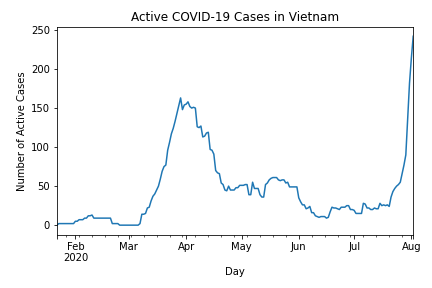 Active COVID-19 Cases in Vietnam
Number of Active Cases
250
200
150
100
50
0
Feb Mar Apr May Jun Jul Aug
2020
Day